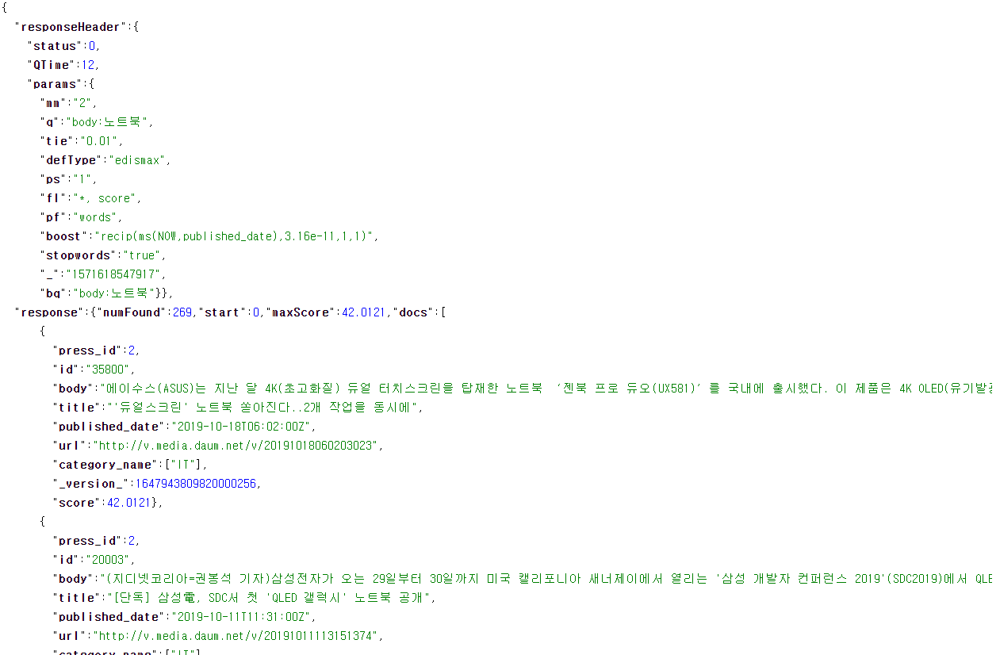 {
"responseHeader":{
"status":0,
"QTime":12,
"params":{
"mm":"2",
"q":"body:노트북",
"tie":"0.01",
"defType":"edismax",
"ps":"1",
"fl":"*, score",
"pf":"words",
"boost":"recip(ms(NOW,published_date),3.16e-11,1,1)",
"stopwords":"true",
"_":"1571618547917",
"bq":"body:노트북"}},
"response":{"numFound":269,"start":0,"maxScore":42.0121,"docs":[
{
"press_id":2,
"id":"35800",
"body":"에이수스(ASUS)는 지난 달 4K(초고화질) 듀얼 터치스크린을 탑재한 노트북 ‘젠북 프로 듀오(UX581)’를 국내에 출시했다. 이 제품은 4K OLED(유기발광
"title":"'듀얼스크린' 노트북 쏟아진다..2개 작업을 동시에",
"published_date":"2019-10-18T06:02:00Z",
"url":"http://v.media.daum.net/v/20191018060203023",
"category_name":["IT"],
"_version_":1647943809820000256,
"score":42.0121},
{
"press_id":2,
"id":"20003",
"body":"(지디넷코리아=권봉석 기자)삼성전자가 오는 29일부터 30일까지 미국 캘리포니아 새너제이에서 열리는 '삼성 개발자 컨퍼런스 2019'(SDC2019)에서 QLE
"title":"[단독] 삼성電, SDC서 첫 'QLED 갤럭시' 노트북 공개",
"published_date":"2019-10-11T11:31:00Z",
"url":"http://v.media.daum.net/v/20191011113151374",
"category_name":["IT"]